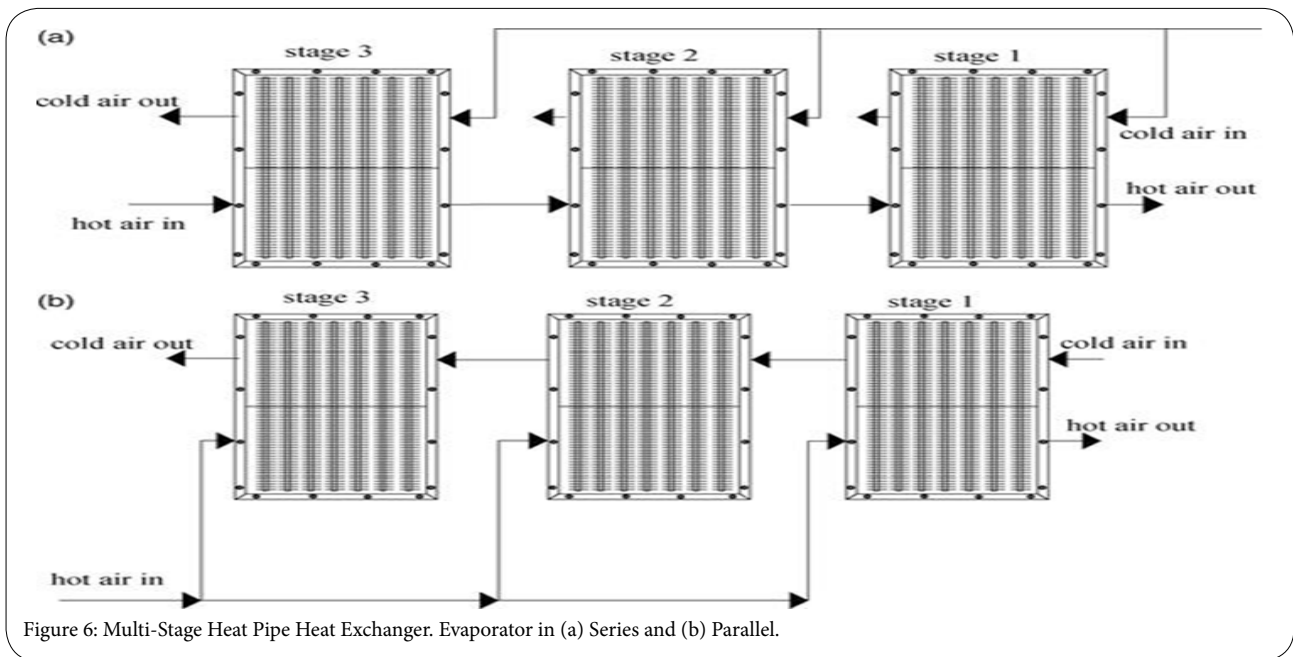 (a)
stage 3
stage 2
stage 1
cold air out
cold air in
hot air in
hot air out
(b)
stage 3
stage 2
stage 1
cold air out
cold air in
hot air out
hot air in
Figure 6: Multi-Stage Heat Pipe Heat Exchanger. Evaporator in (a) Series and (b) Parallel.